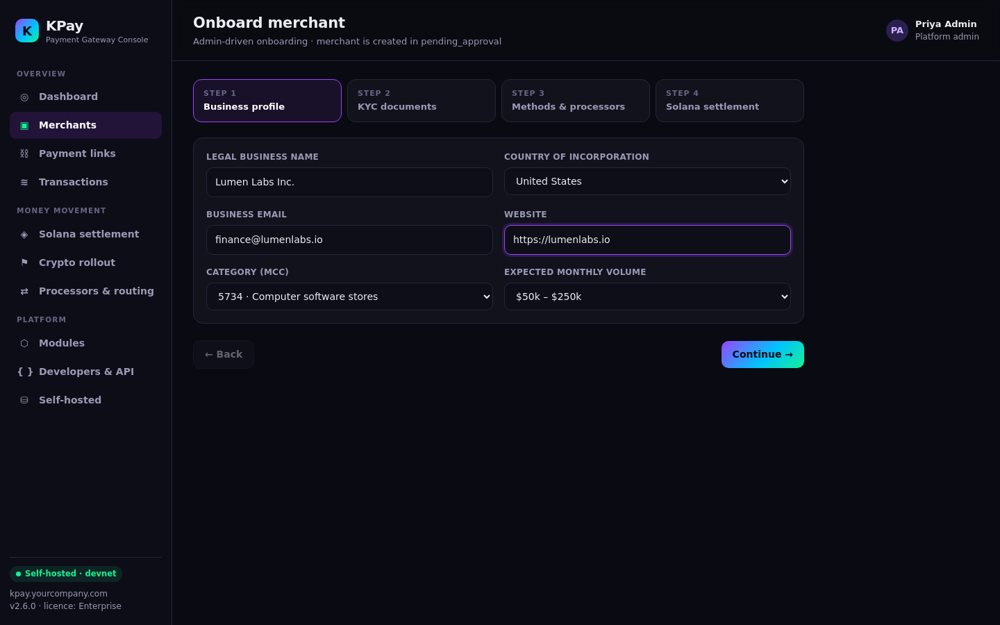 K
KPay
Payment Gateway Console
OVERVIEW
Dashboard
Merchants
Payment links
Transactions
MONEY MOVEMENT
Solana settlement
Crypto rollout
Processors & routing
PLATFORM
Modules
{ } Developers & API
Self-hosted
Self-hosted · devnet
kpay.yourcompany.com
v2.6.0 · licence: Enterprise
Onboard merchant
Admin-driven onboarding · merchant is created in pending_approval
PA
Priya Admin
Platform admin
STEP 1
Business profile
STEP 2
KYC documents
STEP 3
Methods & processors
STEP 4
Solana settlement
LEGAL BUSINESS NAME
Lumen Labs Inc.
COUNTRY OF INCORPORATION
United States
BUSINESS EMAIL
finance@lumenlabs.io
WEBSITE
https://lumenlabs.io
CATEGORY (MCC)
5734 · Computer software stores
EXPECTED MONTHLY VOLUME
$50k – $250k
← Back
Continue →